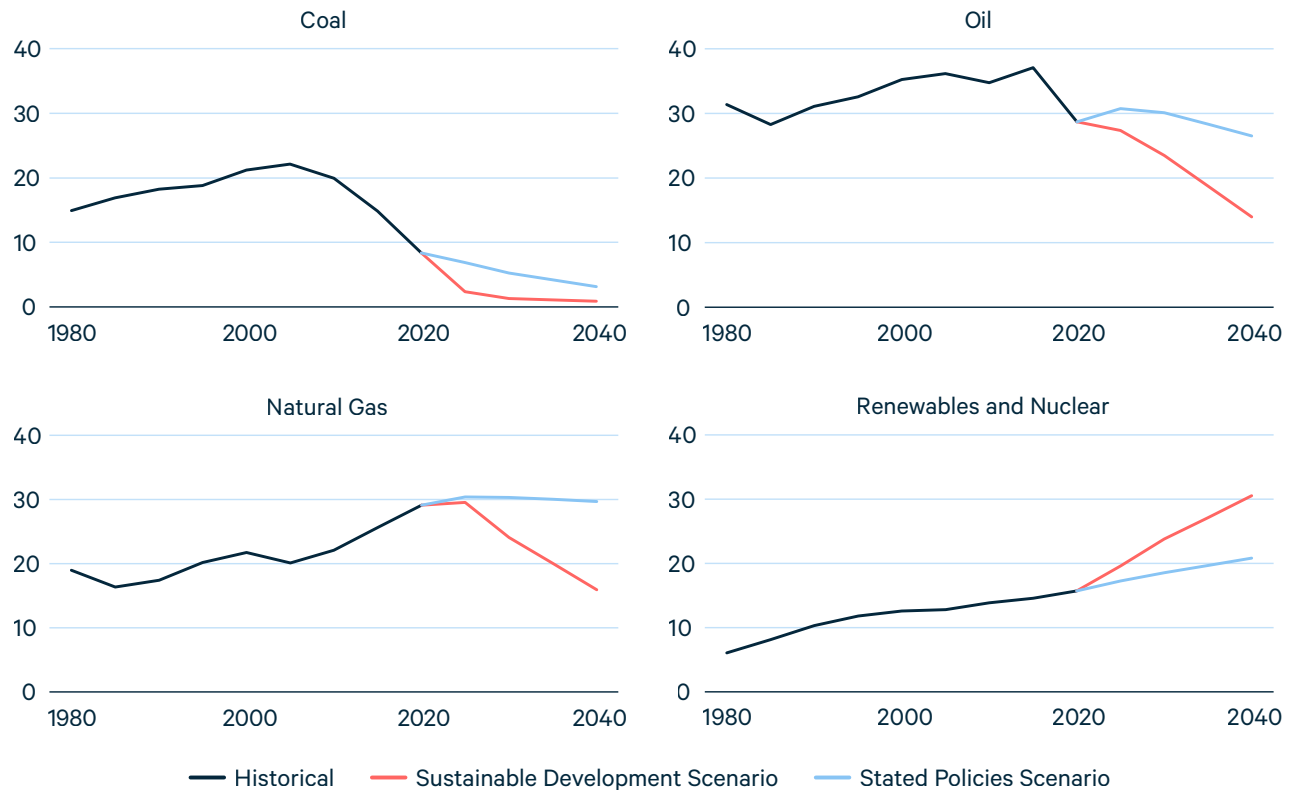 Coal
40
30
20
10
0
1980 2000 2020 2040
Oil
40
30
20
10
0
1980 2000 2020 2040
Natural Gas
40
30
20
10
0
1980 2000 2020 2040
Renewables and Nuclear
40
30
20
10
0
1980 2000 2020 2040
Historical Sustainable Development Scenario Stated Policies Scenario